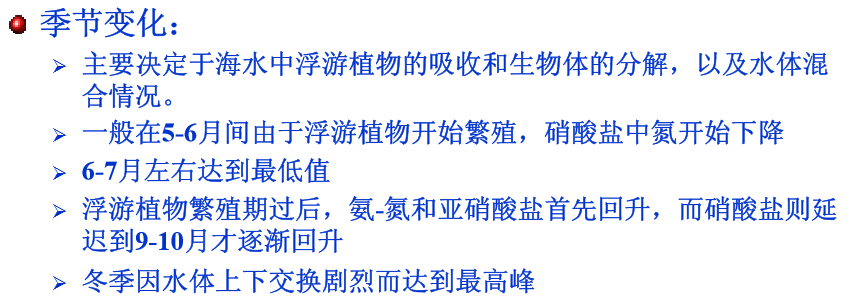 季节变化：
主要决定于海水中浮游植物的吸收和生物体的分解，以及水体混
合情况。
一般在5-6月间由于浮游植物开始繁殖，硝酸盐中氮开始下降
6-7月左右达到最低值
浮游植物繁殖期过后，氨-氮和亚硝酸盐首先回升，而硝酸盐则延
迟到9-10月才逐渐回升
冬季因水体上下交换剧烈而达到最高峰